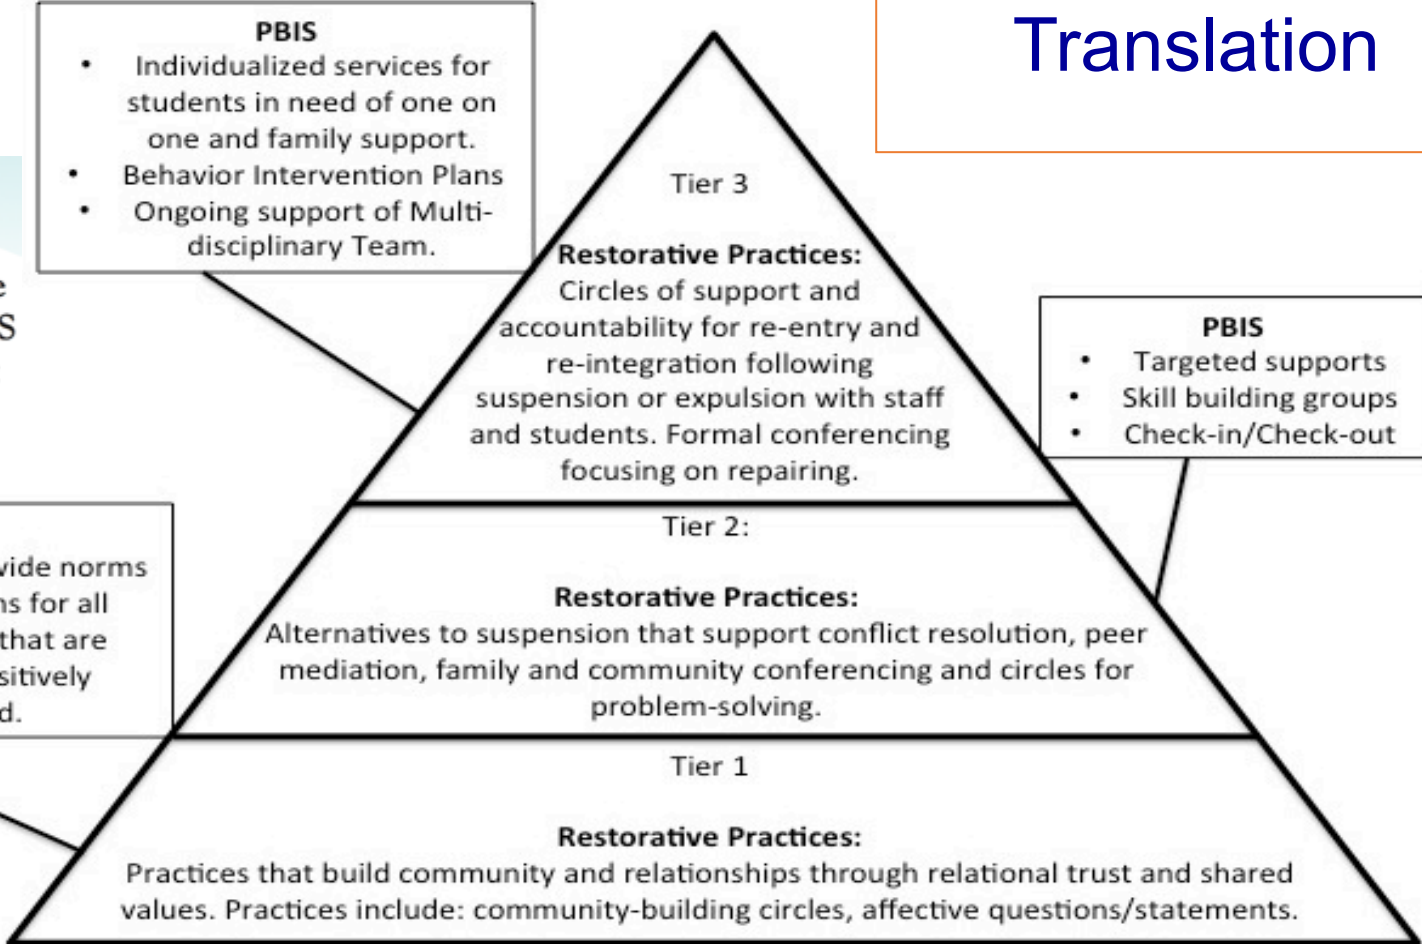 Translation
PBIS
• Individualized services for
students in need of one on
one and family support.
• Behavior Intervention Plans
• Ongoing support of Multi-
disciplinary Team.
Tier 3
Restorative Practices:
Circles of support and
accountability for re-entry and
re-integration following
suspension or expulsion with staff
and students. Formal conferencing
focusing on repairing.
PBIS
• Targeted supports
• Skill building groups
• Check-in/Check-out
Tier 2:
Restorative Practices:
Alternatives to suspension that support conflict resolution, peer
mediation, family and community conferencing and circles for
problem-solving.
norms
for all
that are
Tier 1
Restorative Practices:
Practices that build community and relationships through relational trust and shared
values. Practices include: community-building circles, affective questions/statements.